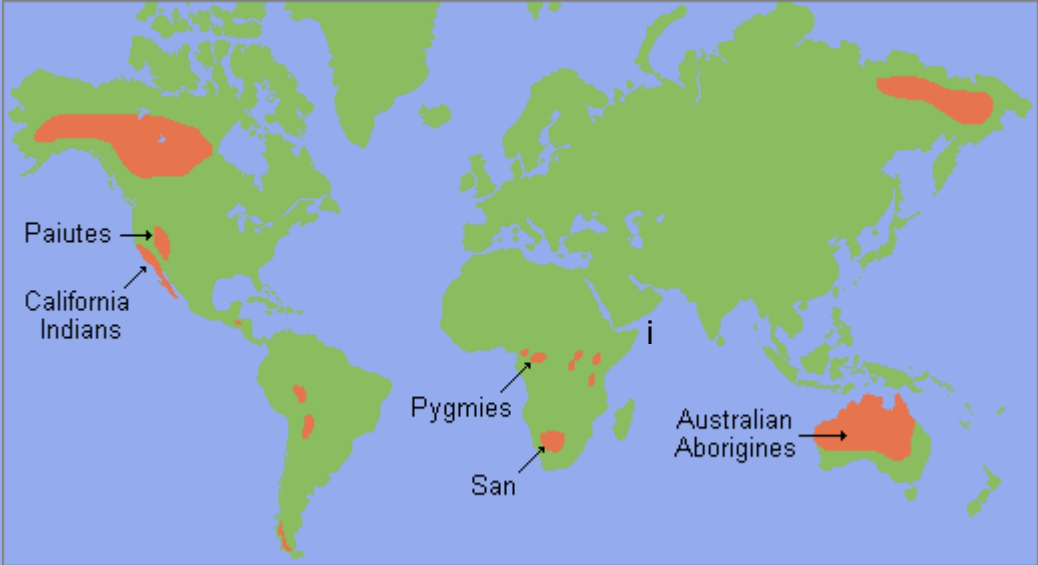 Paiutes
California
Indians
i
Pygmies
Australian
Aborigines
San